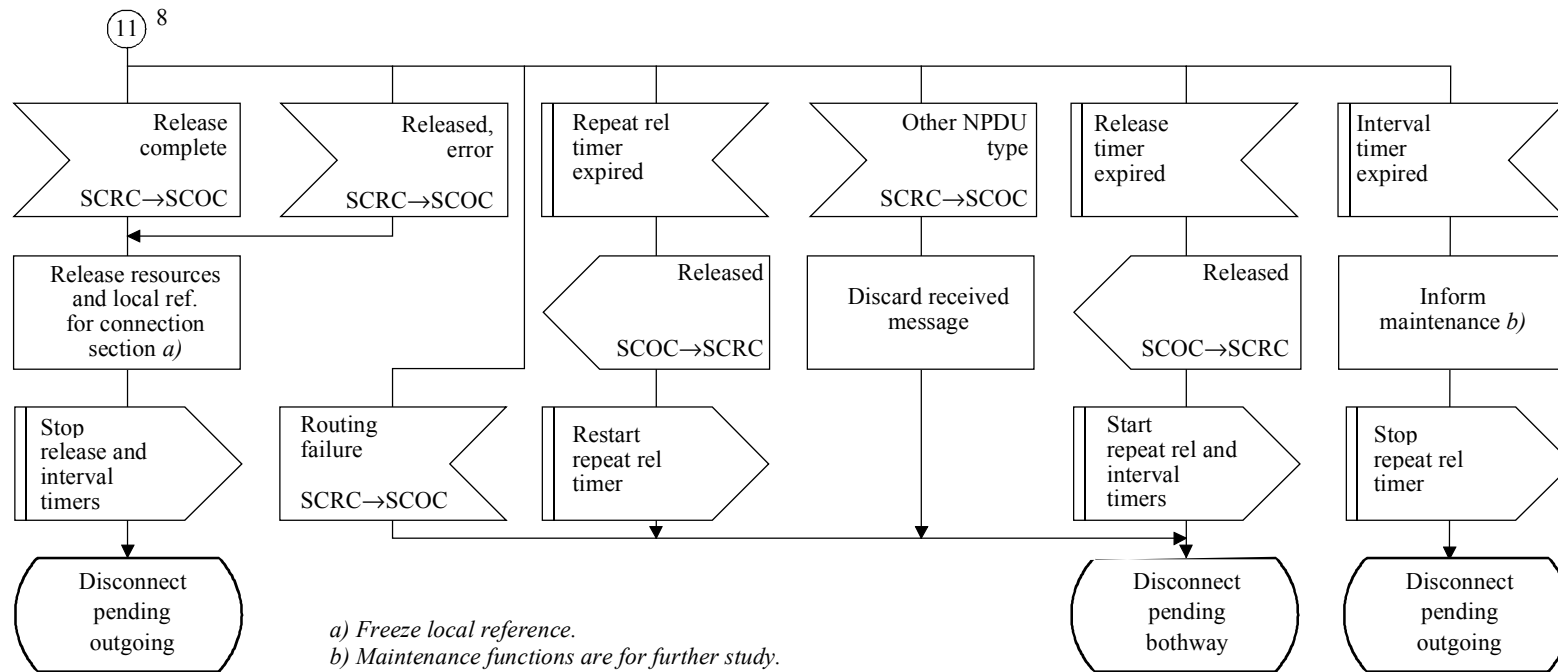 11 8
Release
complete
SCRC→SCOC
Released,
error
SCRC→SCOC
Repeat rel
timer
expired
Other NPDU
type
SCRC→SCOC
Release
timer
expired
Interval
timer
expired
Release resources
and local ref.
for connection
section a)
Released
SCOC→SCRC
Discard received
message
Released
SCOC→SCRC
Inform
maintenance b)
Stop
release and
interval
timers
Routing
failure
SCRC→SCOC
Restart
repeat rel
timer
Start
repeat rel and
interval
timers
Stop
repeat rel
timer
Disconnect
pending
outgoing
Disconnect
pending
bothway
Disconnect
pending
outgoing
a) Freeze local reference.
b) Maintenance functions are for further study.